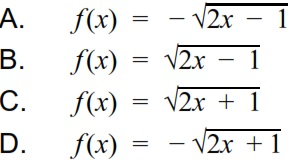 A. f(x) = − √2x − 1
B. f(x) = √2x − 1
C. f(x) = √2x + 1
D. f(x) = − √2x + 1